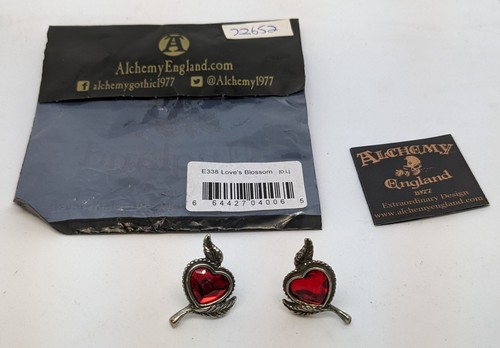 22652
AlchemyEngland.com
alchemygothic1977 @Alchemy1977
E338 Love's Blossom (D.L)
6 64427 04006 5
ALCHEMY
England
1977
Extraordinary Design
www.alchemyengland.com